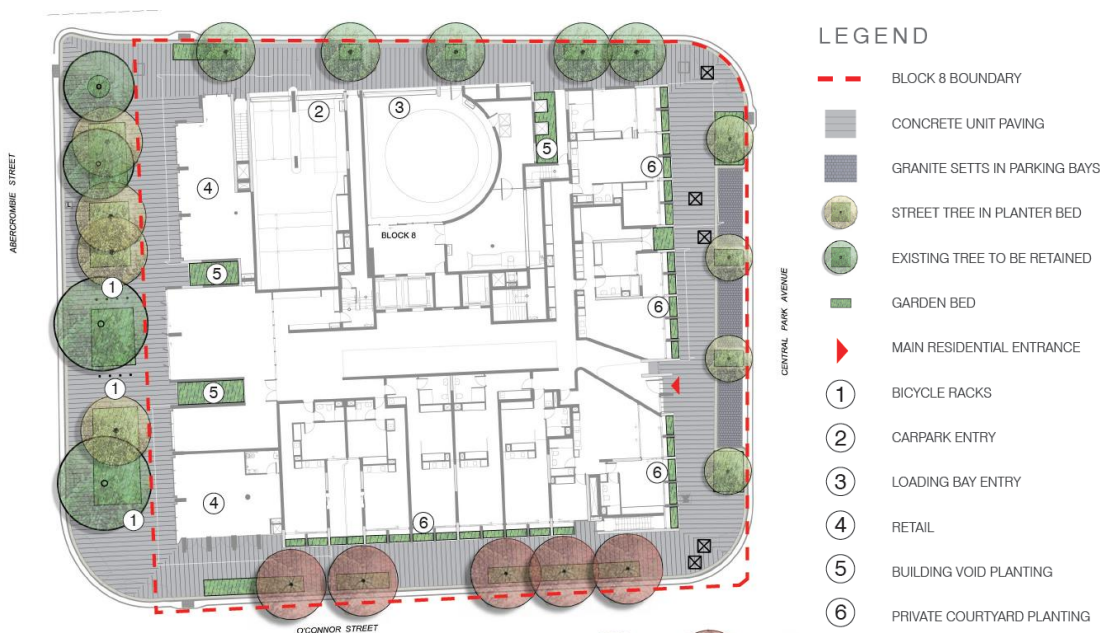 LEGEND
BLOCK 8 BOUNDARY
CONCRETE UNIT PAVING
GRANITE SETTS IN PARKING BAYS
STREET TREE IN PLANTER BED
EXISTING TREE TO BE RETAINED
GARDEN BED
MAIN RESIDENTIAL ENTRANCE
1 BICYCLE RACKS
2 CARPARK ENTRY
3 LOADING BAY ENTRY
4 RETAIL
5 BUILDING VOID PLANTING
6 PRIVATE COURTYARD PLANTING
ABERCROMBIE STREET
CENTRAL PARK AVENUE
O'CONNOR STREET
BLOCK 8
2
3
5
6
4
5
1
6
1
5
4
6
6
1